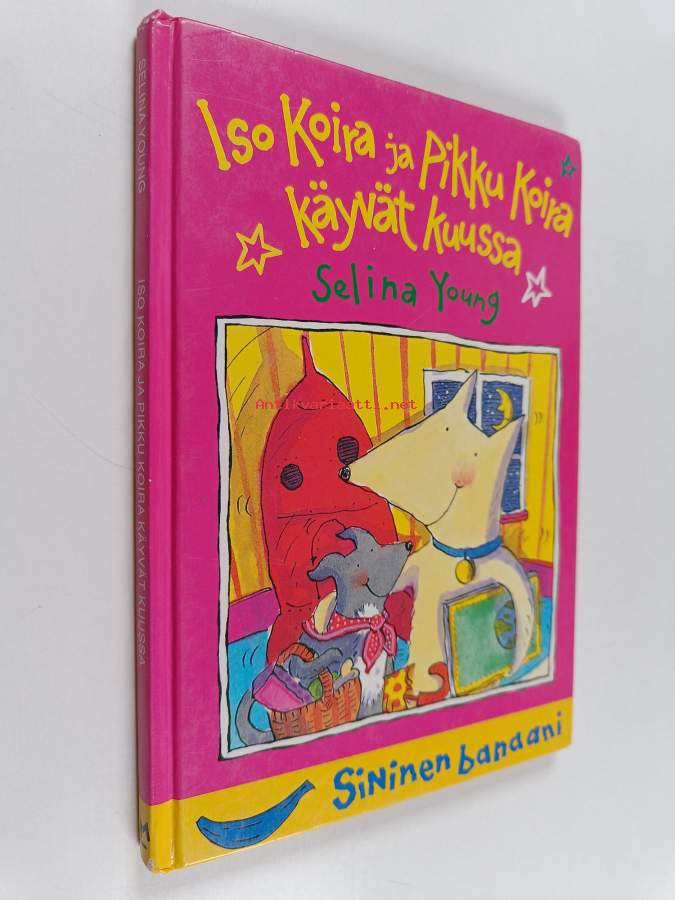 Iso Koira ja Pikku Koira
käyvät kuussa
Selina Young
Antikvariaatti.net
Sininen banaani
SELINA YOUNG
ISO KOIRA JA PIKKU KOIRA KÄYVÄT KUUSSA